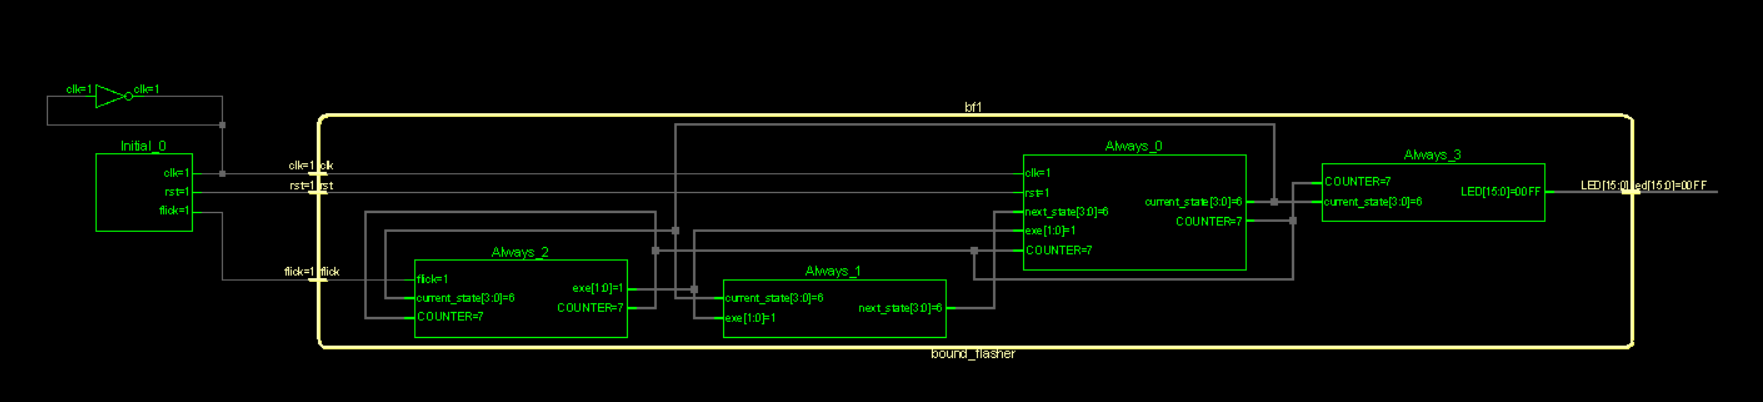 clk=1 clk=1
Initial_0
clk=1
rst=1
flick=1
bf1
clk=1 clk
rst=1 rst
flick=1 flick
Always_2
flick=1
current_state[3:0]=6
COUNTER=7
exe[1:0]=1
COUNTER=7
Always_1
current_state[3:0]=6
exe[1:0]=1
next_state[3:0]=6
Always_0
clk=1
rst=1
next_state[3:0]=6
exe[1:0]=1
COUNTER=7
current_state[3:0]=6
COUNTER=7
Always_3
COUNTER=7
current_state[3:0]=6
LED[15:0]=00FF
LED[15:0] ed[15:0]=00FF
bound_flasher